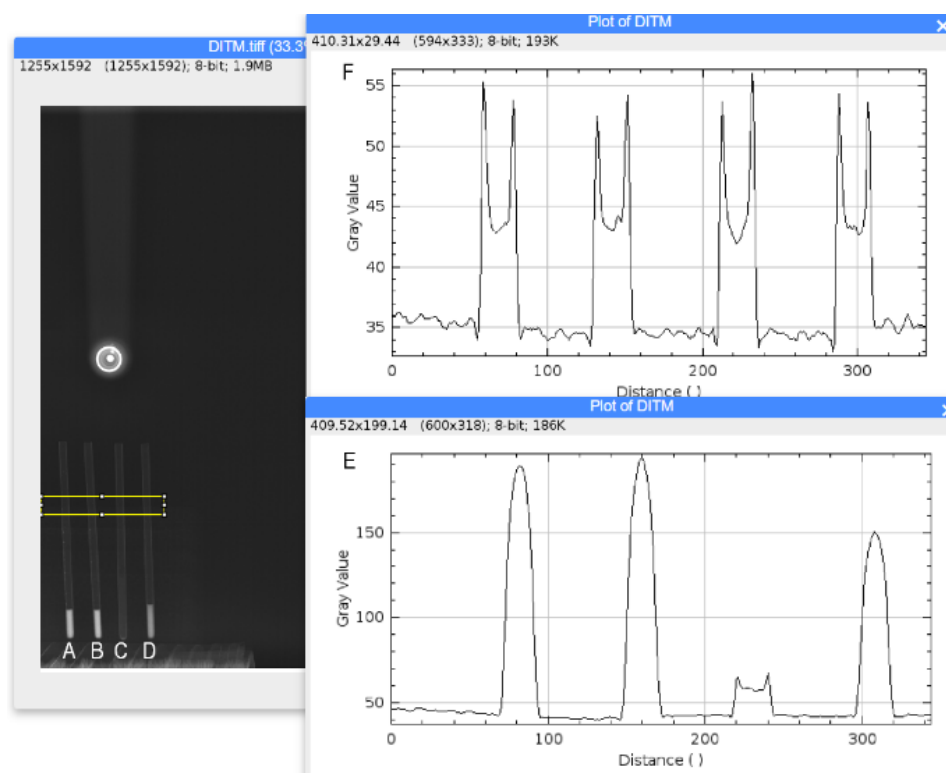 DITM.tiff (33.3%
1255x1592 (1255x1592); 8-bit; 1.9MB
A B C D
Plot of DITM
410.31x29.44 (594x333); 8-bit; 193K
F
55
50
45
40
35
Gray Value
0 100 200 300
Distance ( )
Plot of DITM
409.52x199.14 (600x318); 8-bit; 186K
E
150
100
50
Gray Value
0 100 200 300
Distance ( )